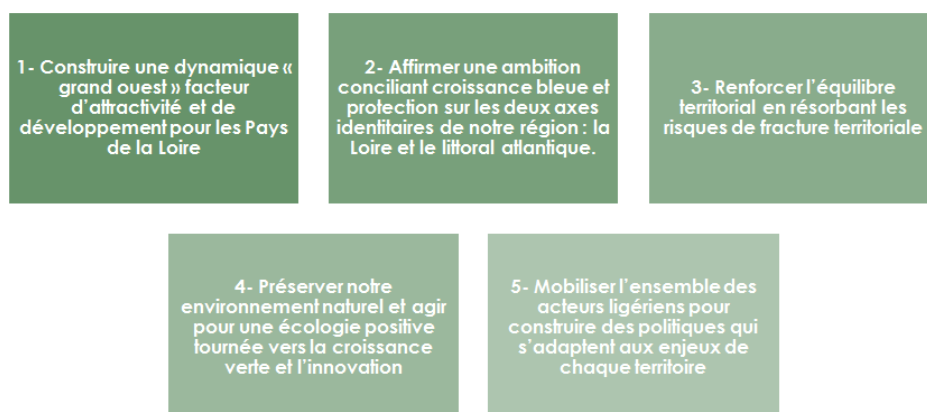 1- Construire une dynamique «
grand ouest » facteur
d’attractivité et de
développement pour les Pays
de la Loire
2- Affirmer une ambition
conciliant croissance bleue et
protection sur les deux axes
identitaires de notre région : la
Loire et le littoral atlantique.
3- Renforcer l’équilibre
territorial en résorbant les
risques de fracture territoriale
4- Préserver notre
environnement naturel et agir
pour une écologie positive
tournée vers la croissance
verte et l’innovation
5- Mobiliser l’ensemble des
acteurs ligériens pour
construire des politiques qui
s’adaptent aux enjeux de
chaque territoire